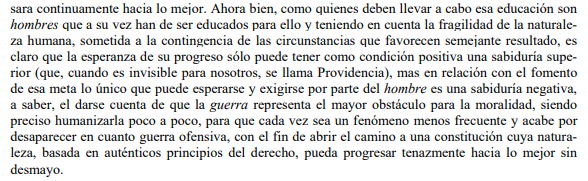 sara continuamente hacia lo mejor. Ahora bien, como quienes deben llevar a cabo esa educación son
hombres que a su vez han de ser educados para ello y teniendo en cuenta la fragilidad de la naturale-
za humana, sometida a la contingencia de las circunstancias que favorecen semejante resultado, es
claro que la esperanza de su progreso sólo puede tener como condición positiva una sabiduría supe-
rior (que, cuando es invisible para nosotros, se llama Providencia), mas en relación con el fomento
de esa meta lo único que puede esperarse y exigirse por parte del hombre es una sabiduría negativa,
a saber, el darse cuenta de que la guerra representa el mayor obstáculo para la moralidad, siendo
preciso humanizarla poco a poco, para que cada vez sea un fenómeno menos frecuente y acabe por
desaparecer en cuanto guerra ofensiva, con el fin de abrir el camino a una constitución cuya natura-
leza, basada en auténticos principios del derecho, pueda progresar tenazmente hacia lo mejor sin
desmayo.